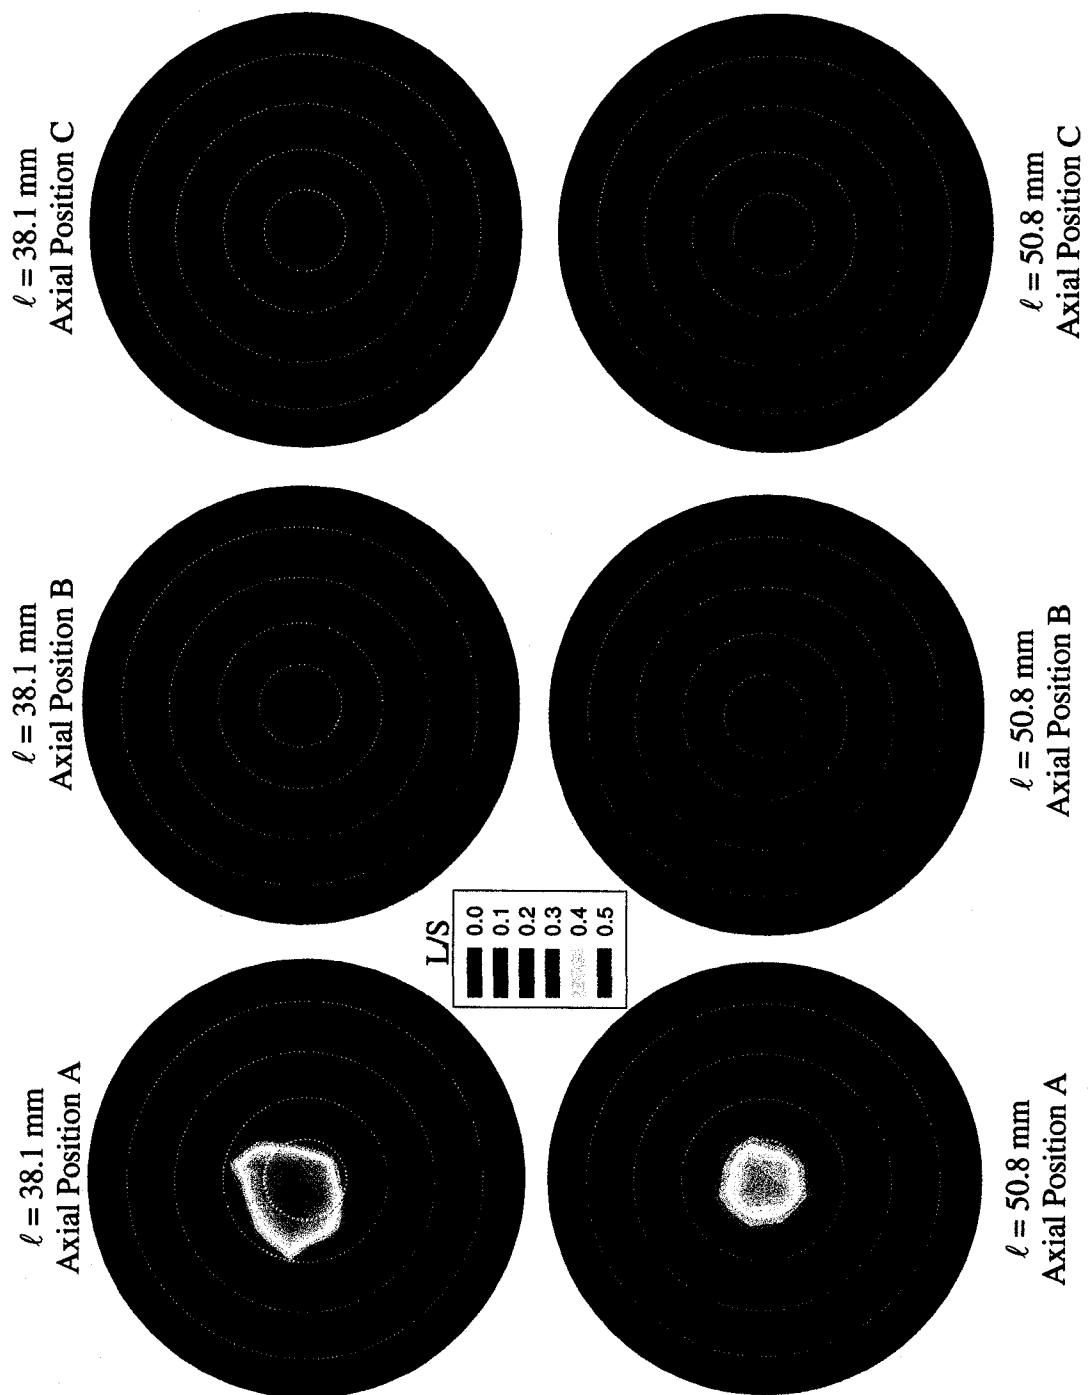 ℓ = 38.1 mm
Axial Position A
ℓ = 38.1 mm
Axial Position B
ℓ = 38.1 mm
Axial Position C
L/S
0.0
0.1
0.2
0.3
0.4
0.5
ℓ = 50.8 mm
Axial Position A
ℓ = 50.8 mm
Axial Position B
ℓ = 50.8 mm
Axial Position C